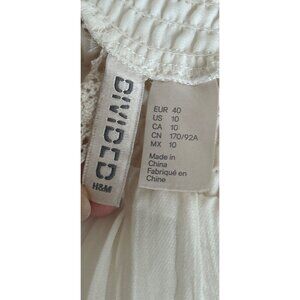 DIVIDED
H&M
EUR 40
US 10
CA 10
CN 170/92A
MX 10
Made in
China
Fabriqué en
Chine